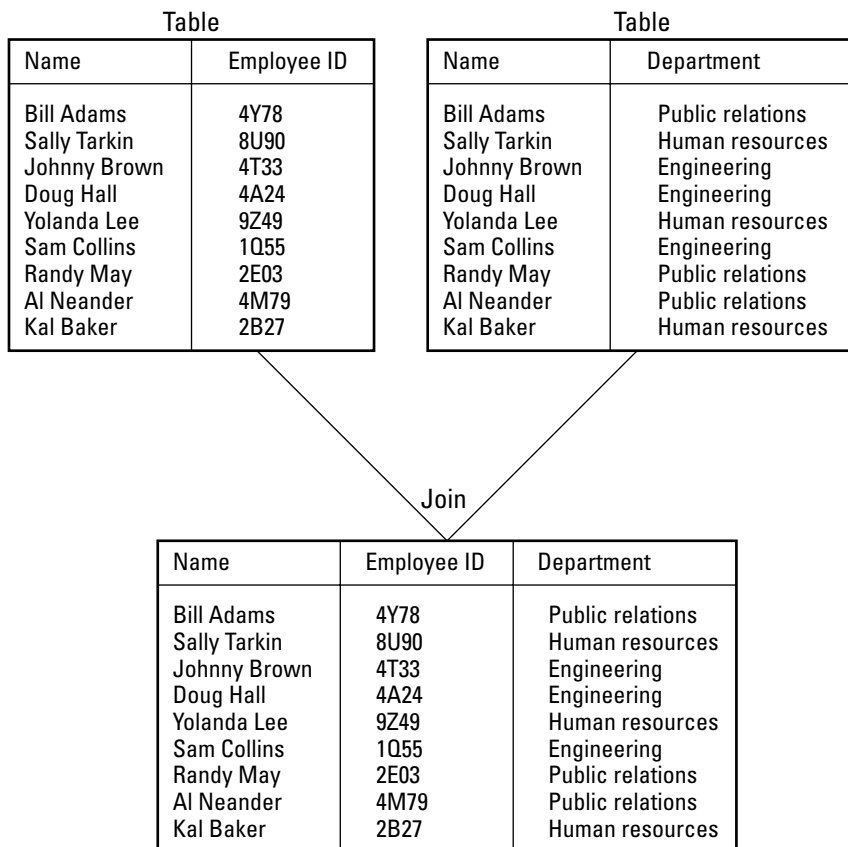 Table
Name Employee ID
Bill Adams 4Y78
Sally Tarkin 8U90
Johnny Brown 4T33
Doug Hall 4A24
Yolanda Lee 9Z49
Sam Collins 1Q55
Randy May 2E03
Al Neander 4M79
Kal Baker 2B27
Table
Name Department
Bill Adams Public relations
Sally Tarkin Human resources
Johnny Brown Engineering
Doug Hall Engineering
Yolanda Lee Human resources
Sam Collins Engineering
Randy May Public relations
Al Neander Public relations
Kal Baker Human resources
Join
Name Employee ID Department
Bill Adams 4Y78 Public relations
Sally Tarkin 8U90 Human resources
Johnny Brown 4T33 Engineering
Doug Hall 4A24 Engineering
Yolanda Lee 9Z49 Human resources
Sam Collins 1Q55 Engineering
Randy May 2E03 Public relations
Al Neander 4M79 Public relations
Kal Baker 2B27 Human resources